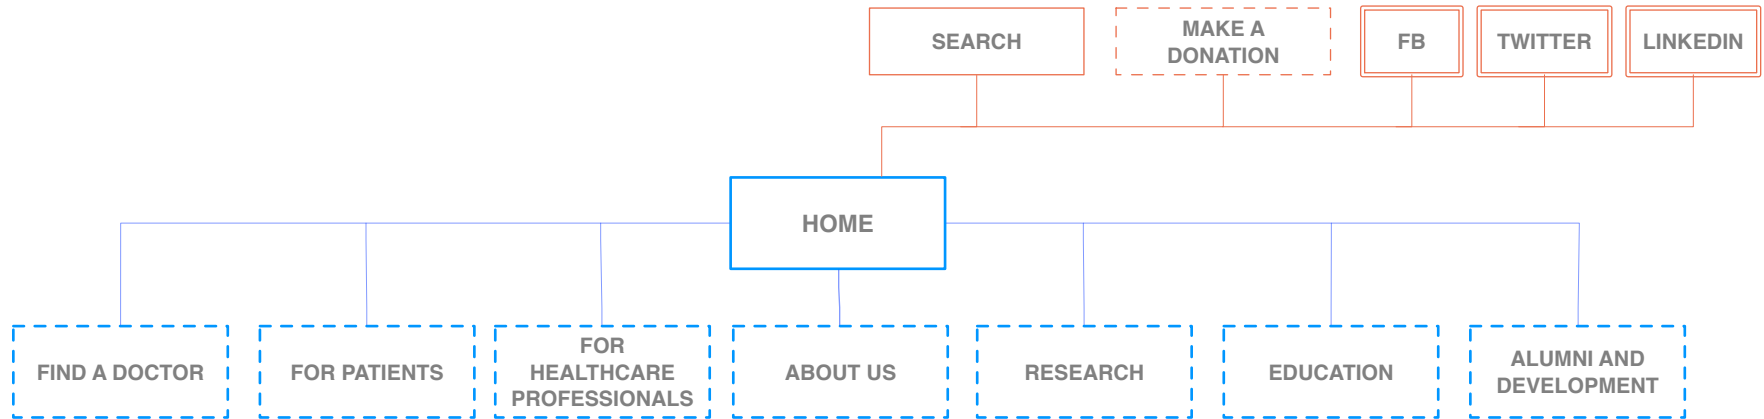 SEARCH
MAKE A
DONATION
FB
TWITTER
LINKEDIN
HOME
FIND A DOCTOR
FOR PATIENTS
FOR
HEALTHCARE
PROFESSIONALS
ABOUT US
RESEARCH
EDUCATION
ALUMNI AND
DEVELOPMENT